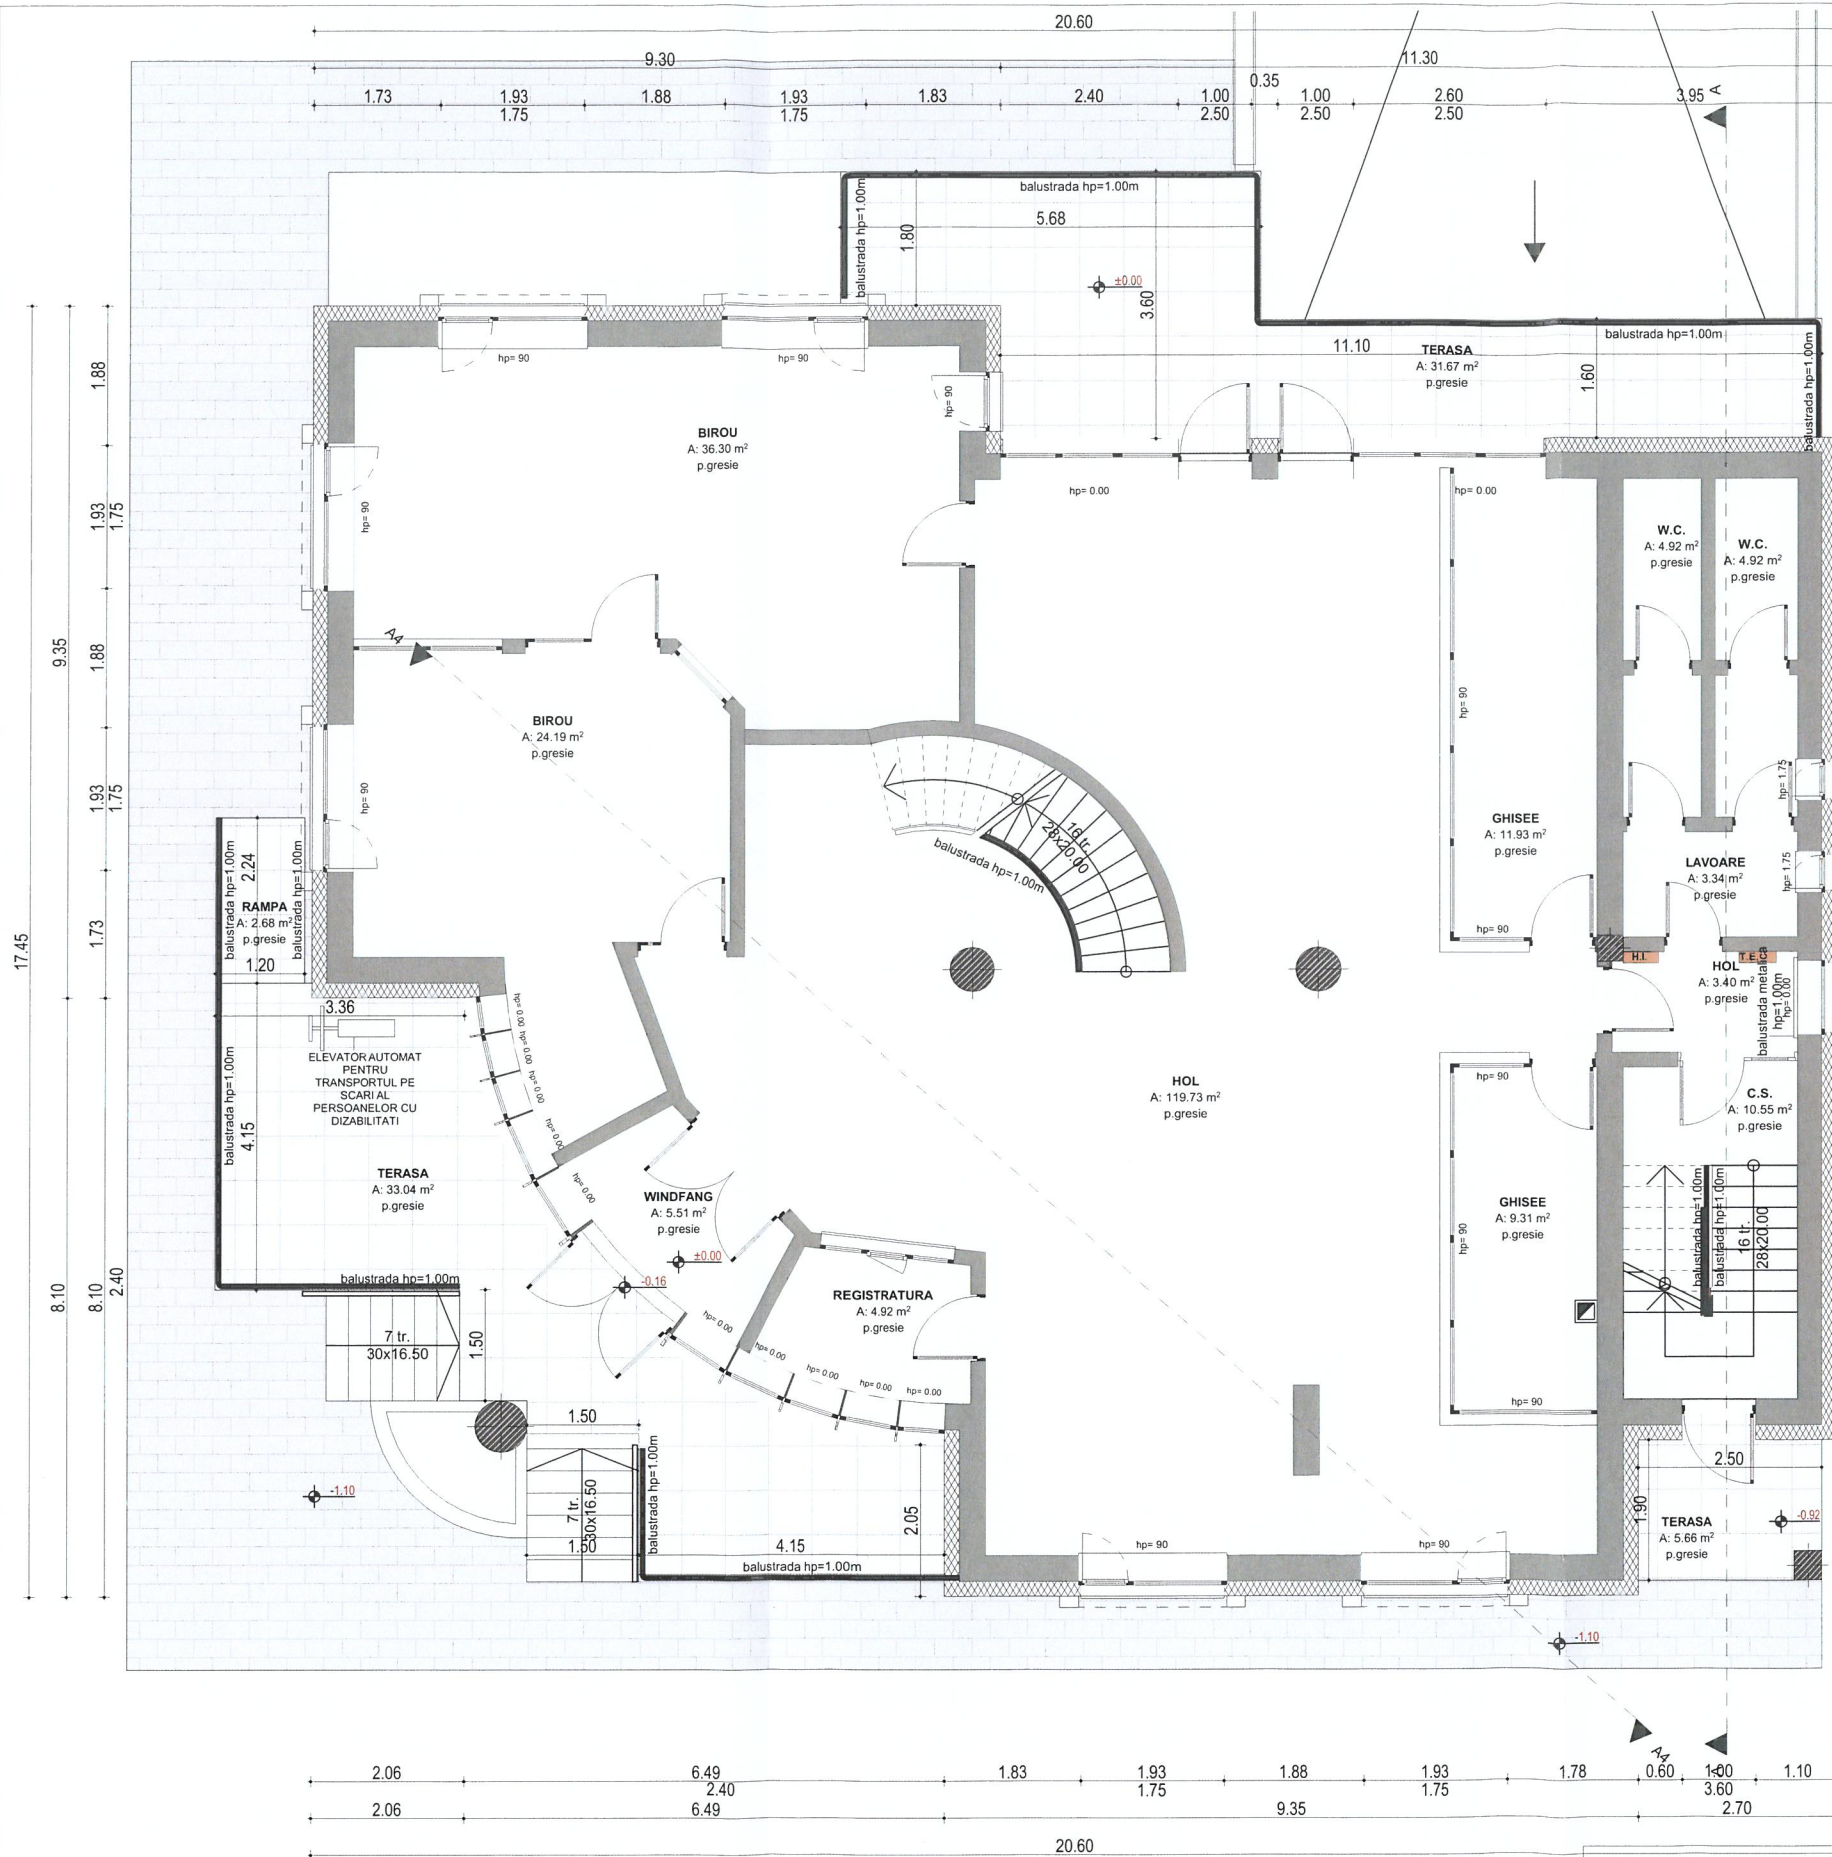 20.60
9.30
11.30
0.35
1.73
1.93
1.75
1.88
1.93
1.75
1.83
2.40
1.00
2.50
1.00
2.50
2.60
2.50
3.95
A
balustrada hp=1.00m
balustrada hp=1.00m
5.68
1.80
3.60
±0.00
balustrada hp=1.00m
balustrada hp=1.00m
11.10
TERASA
A: 31.67 m²
p.gresie
1.60
hp= 90
hp= 90
hp= 90
BIROU
A: 36.30 m²
p.gresie
hp= 90
hp= 0.00
hp= 0.00
W.C.
A: 4.92 m²
p.gresie
W.C.
A: 4.92 m²
p.gresie
17.45
9.35
8.10
1.88
1.93
1.75
1.88
1.93
1.75
1.73
8.10
2.40
A4
BIROU
A: 24.19 m²
p.gresie
hp= 90
hp= 90
16 tr.
28x20.00
balustrada hp=1.00m
GHISEE
A: 11.93 m²
p.gresie
hp= 90
hp= 1.75
hp= 1.75
LAVOARE
A: 3.34 m²
p.gresie
H.I.
T.E.
HOL
A: 3.40 m²
p.gresie
balustrada metalica
hp=1.00m
hp=0.00
balustrada hp=1.00m
2.24
balustrada hp=1.00m
RAMPA
A: 2.68 m²
p.gresie
1.20
3.36
ELEVATOR AUTOMAT
PENTRU
TRANSPORTUL PE
SCARI AL
PERSOANELOR CU
DIZABILITATI
balustrada hp=1.00m
4.15
TERASA
A: 33.04 m²
p.gresie
hp= 0.00
hp= 0.00
hp= 0.00
hp= 0.00
hp= 0.00
WINDFANG
A: 5.51 m²
p.gresie
±0.00
-0.16
HOL
A: 119.73 m²
p.gresie
hp= 90
GHISEE
A: 9.31 m²
p.gresie
hp= 90
hp= 90
C.S.
A: 10.55 m²
p.gresie
balustrada hp=1.00m
balustrada hp=1.00m
16 tr.
28x20.00
balustrada hp=1.00m
7 tr.
30x16.50
1.50
REGISTRATURA
A: 4.92 m²
p.gresie
hp= 0.00
hp= 0.00
hp= 0.00
hp= 0.00
hp= 0.00
1.50
7 tr.
30x16.50
1.50
balustrada hp=1.00m
4.15
balustrada hp=1.00m
2.05
-1.10
hp= 90
hp= 90
2.50
1.90
TERASA
A: 5.66 m²
p.gresie
-0.92
-1.10
A4
A
2.06
6.49
2.40
1.83
1.93
1.75
1.88
1.93
1.75
1.78
0.60
1.00
3.60
1.10
2.06
6.49
9.35
2.70
20.60